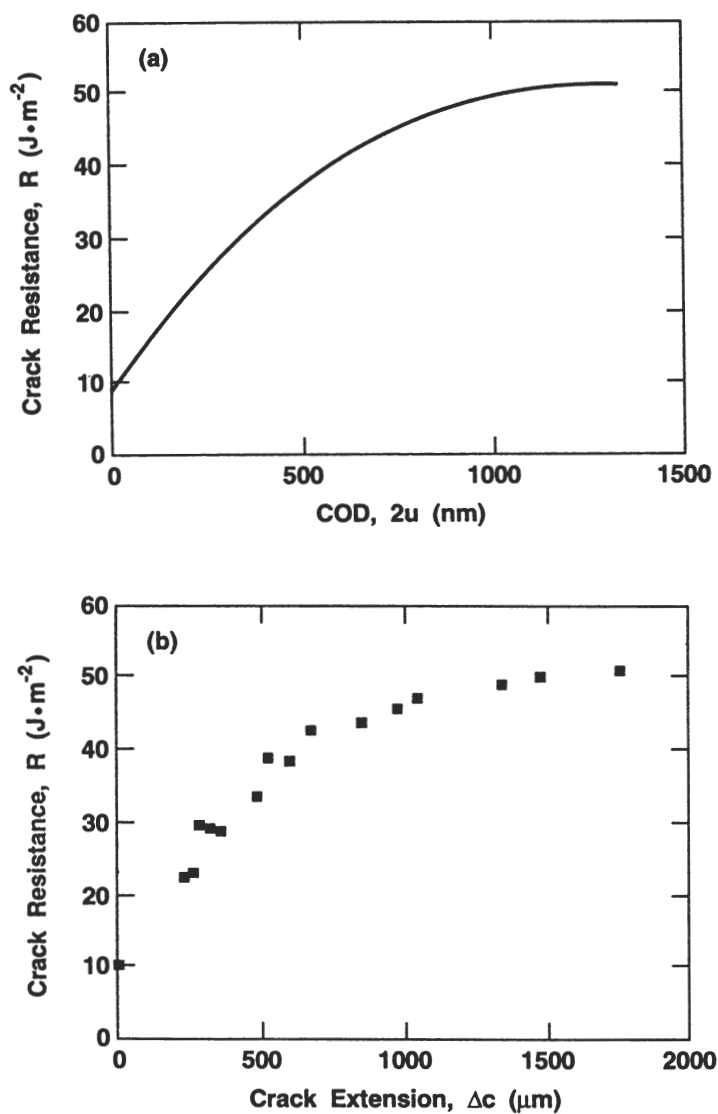 60
50
40
30
20
10
0
(a)
Crack Resistance, R (J•m⁻²)
0 500 1000 1500
COD, 2u (nm)
60
50
40
30
20
10
0
(b)
Crack Resistance, R (J•m⁻²)
0 500 1000 1500 2000
Crack Extension, Δc (μm)